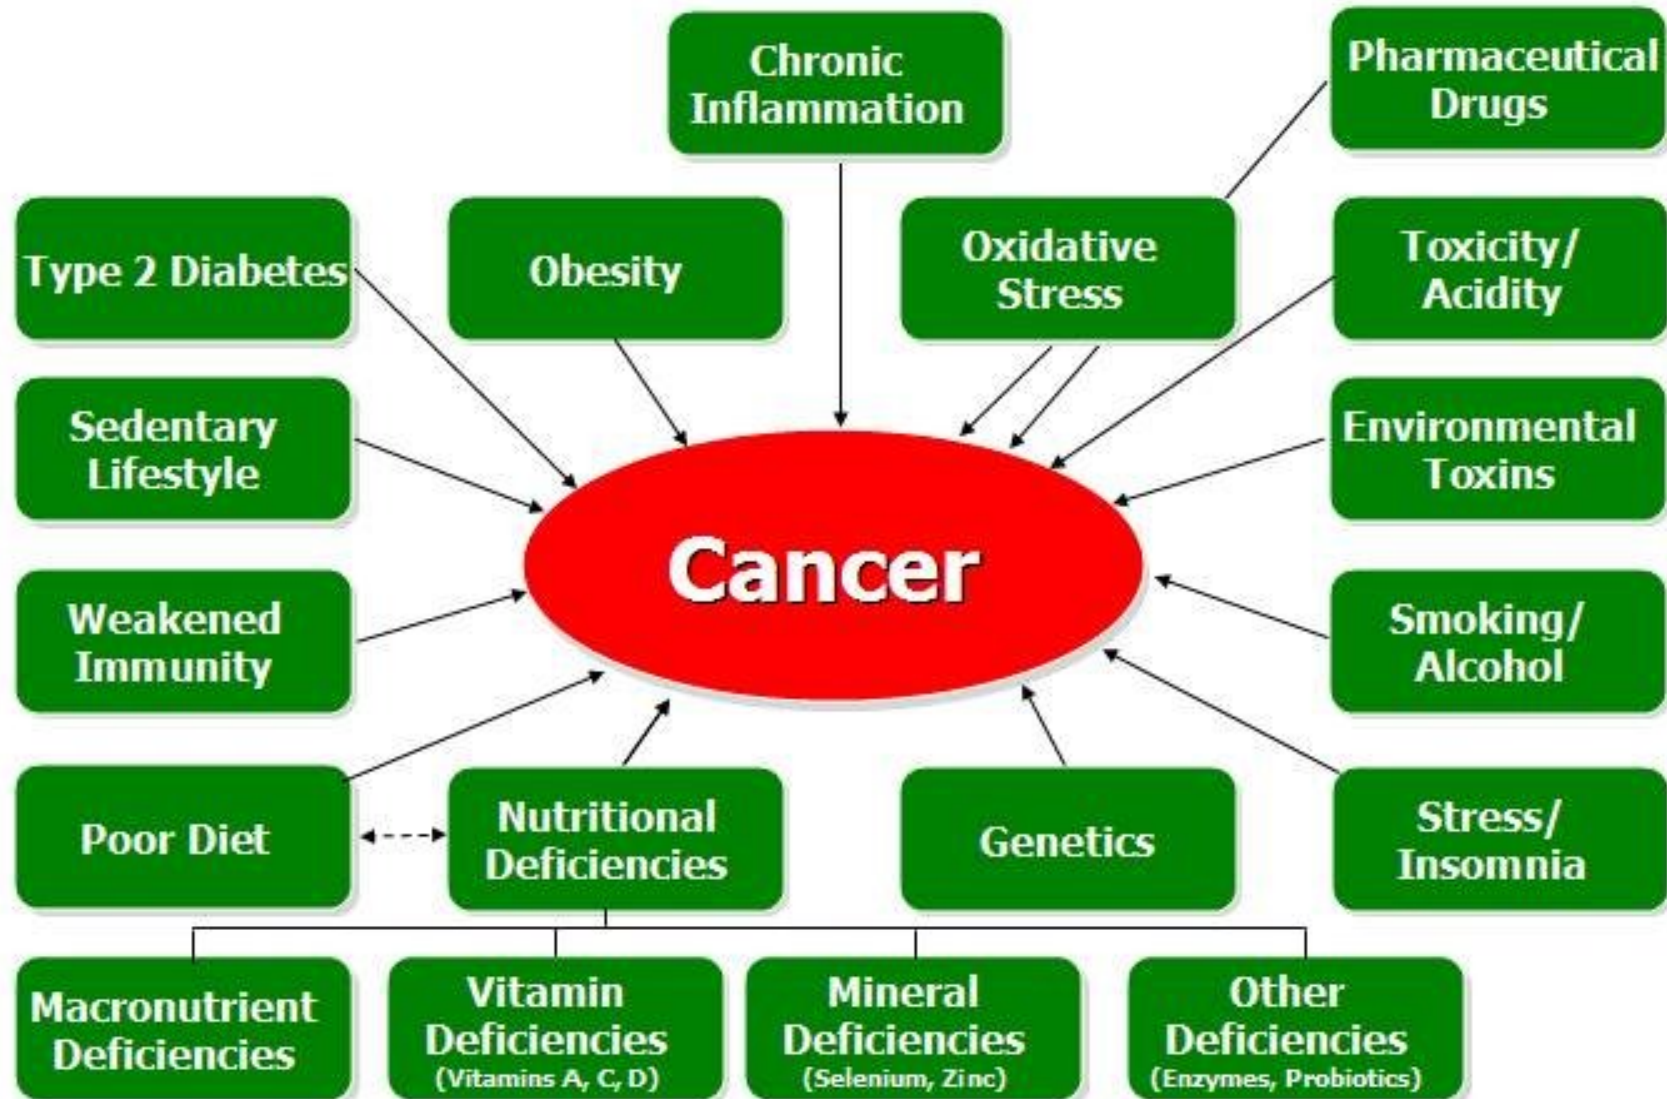 Chronic
Inflammation
Pharmaceutical
Drugs
Type 2 Diabetes
Obesity
Oxidative
Stress
Toxicity/
Acidity
Sedentary
Lifestyle
Environmental
Toxins
Cancer
Weakened
Immunity
Smoking/
Alcohol
Poor Diet
Nutritional
Deficiencies
Genetics
Stress/
Insomnia
Macronutrient
Deficiencies
Vitamin
Deficiencies
(Vitamins A, C, D)
Mineral
Deficiencies
(Selenium, Zinc)
Other
Deficiencies
(Enzymes, Probiotics)